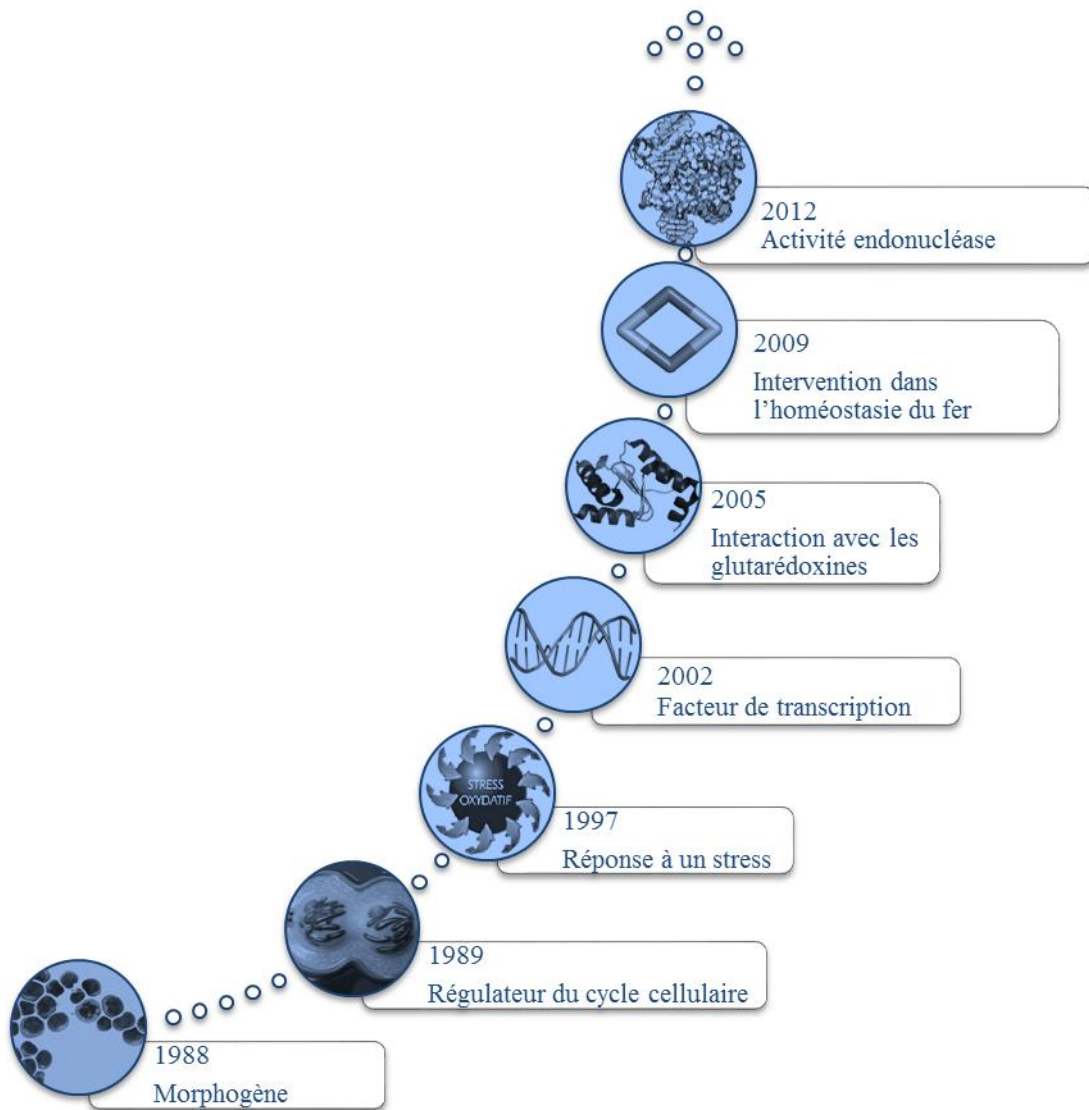 2012
Activité endonucléase
2009
Intervention dans
l'homéostasie du fer
2005
Interaction avec les
glutarédoxines
2002
Facteur de transcription
STRESS
OXYDATIF
1997
Réponse à un stress
1989
Régulateur du cycle cellulaire
1988
Morphogène